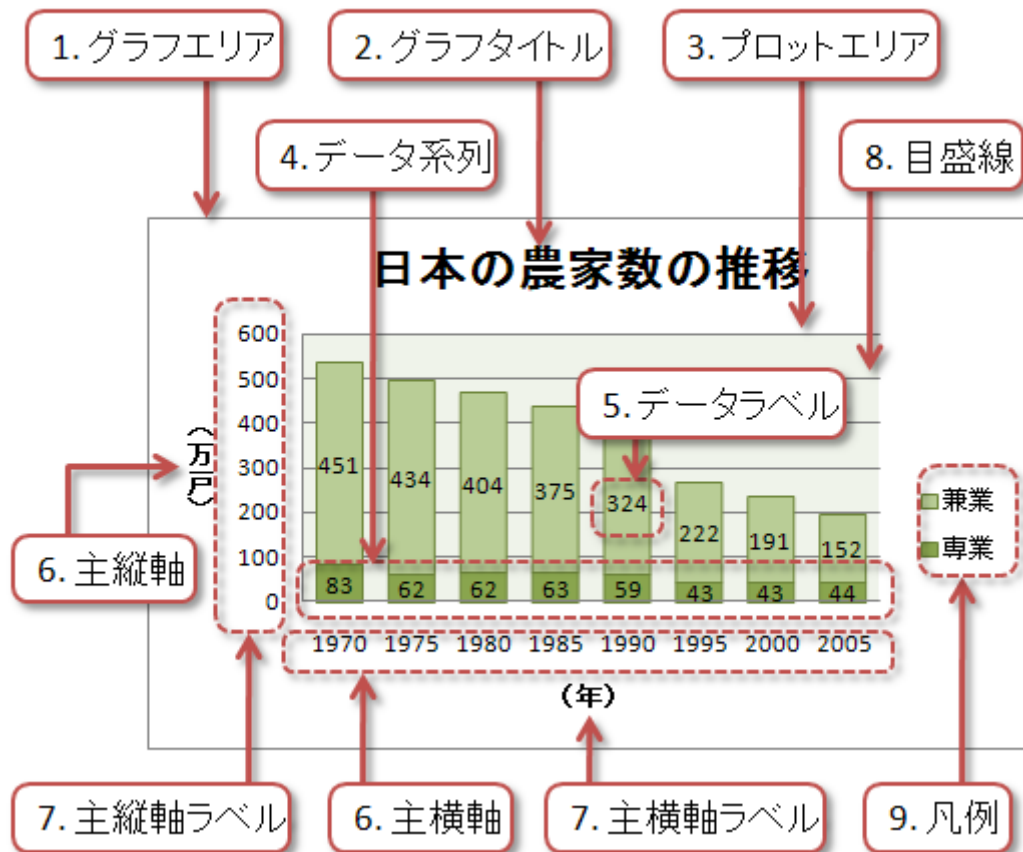 1. グラフエリア
2. グラフタイトル
3. プロットエリア
4. データ系列
8. 目盛線
日本の農家数の推移
600
500
400
300
200
100
0
(万戸)
5. データラベル
451 434 404 375 324 222 191 152
83 62 62 63 59 43 43 44
兼業
専業
6. 主縦軸
1970 1975 1980 1985 1990 1995 2000 2005
(年)
7. 主縦軸ラベル
6. 主横軸
7. 主横軸ラベル
9. 凡例